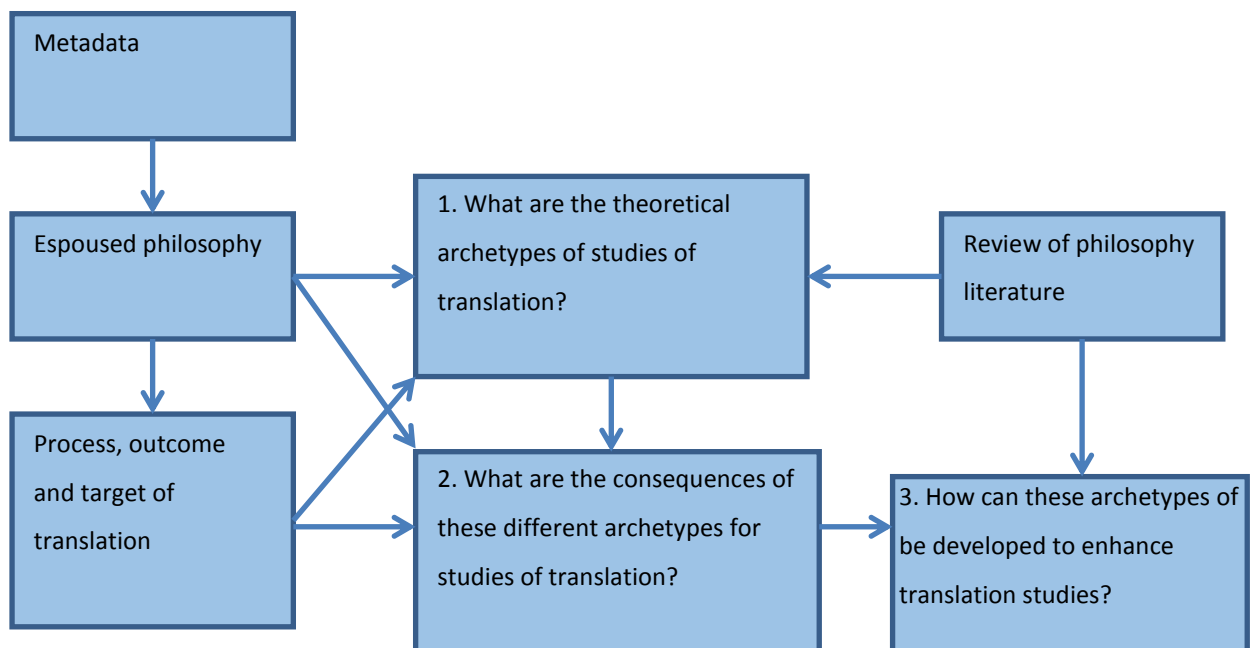 Metadata
Espoused philosophy
Process, outcome
and target of
translation
1. What are the theoretical
archetypes of studies of
translation?
2. What are the consequences of
these different archetypes for
studies of translation?
Review of philosophy
literature
3. How can these archetypes of
be developed to enhance
translation studies?